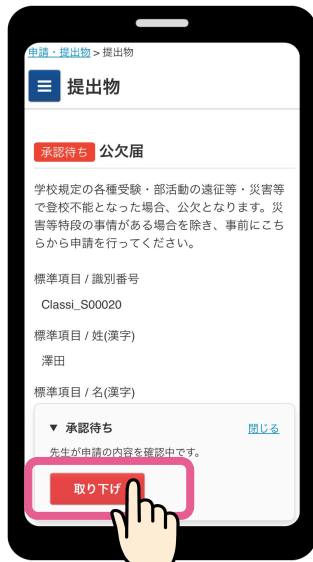 申請・提出物 > 提出物
提出物
承認待ち 公欠届
学校規定の各種受験・部活動の遠征等・災害等
で登校不能となった場合、公欠となります。災
害等特段の事情がある場合を除き、事前にこち
らから申請を行ってください。
標準項目 / 識別番号
Classi_S00020
標準項目 / 姓(漢字)
澤田
標準項目 / 名(漢字)
▼ 承認待ち 閉じる
先生が申請の内容を確認中です。
取り下げ